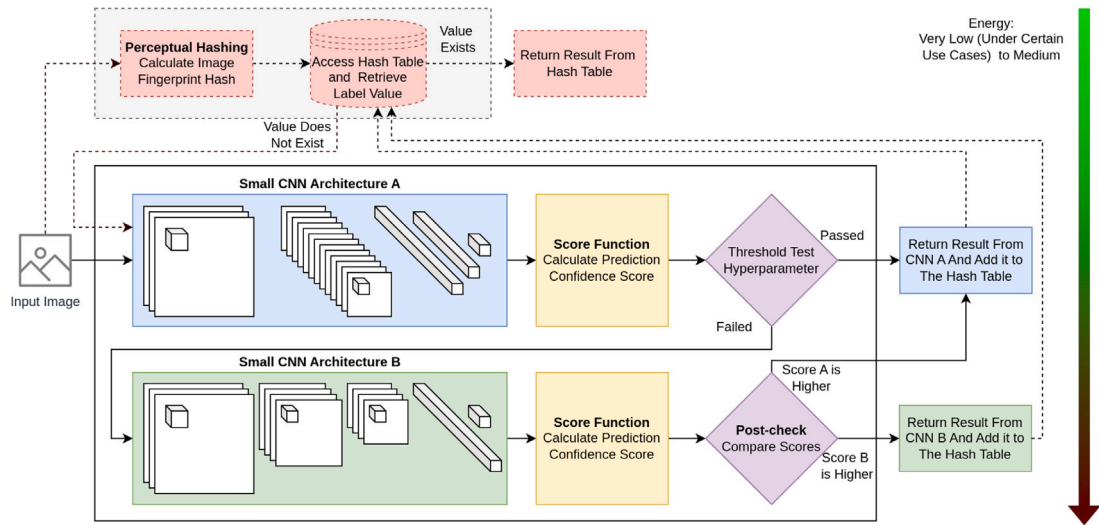 Perceptual Hashing
Calculate Image
Fingerprint Hash
Access Hash Table
and Retrieve
Label Value
Value
Exists
Return Result From
Hash Table
Energy:
Very Low (Under Certain
Use Cases) to Medium
Value Does
Not Exist
Small CNN Architecture A
Input Image
Score Function
Calculate Prediction
Confidence Score
Threshold Test
Hyperparameter
Passed
Failed
Return Result From
CNN A And Add it to
The Hash Table
Small CNN Architecture B
Score Function
Calculate Prediction
Confidence Score
Post-check
Compare Scores
Score A is
Higher
Score B
is Higher
Return Result From
CNN B And Add it to
The Hash Table